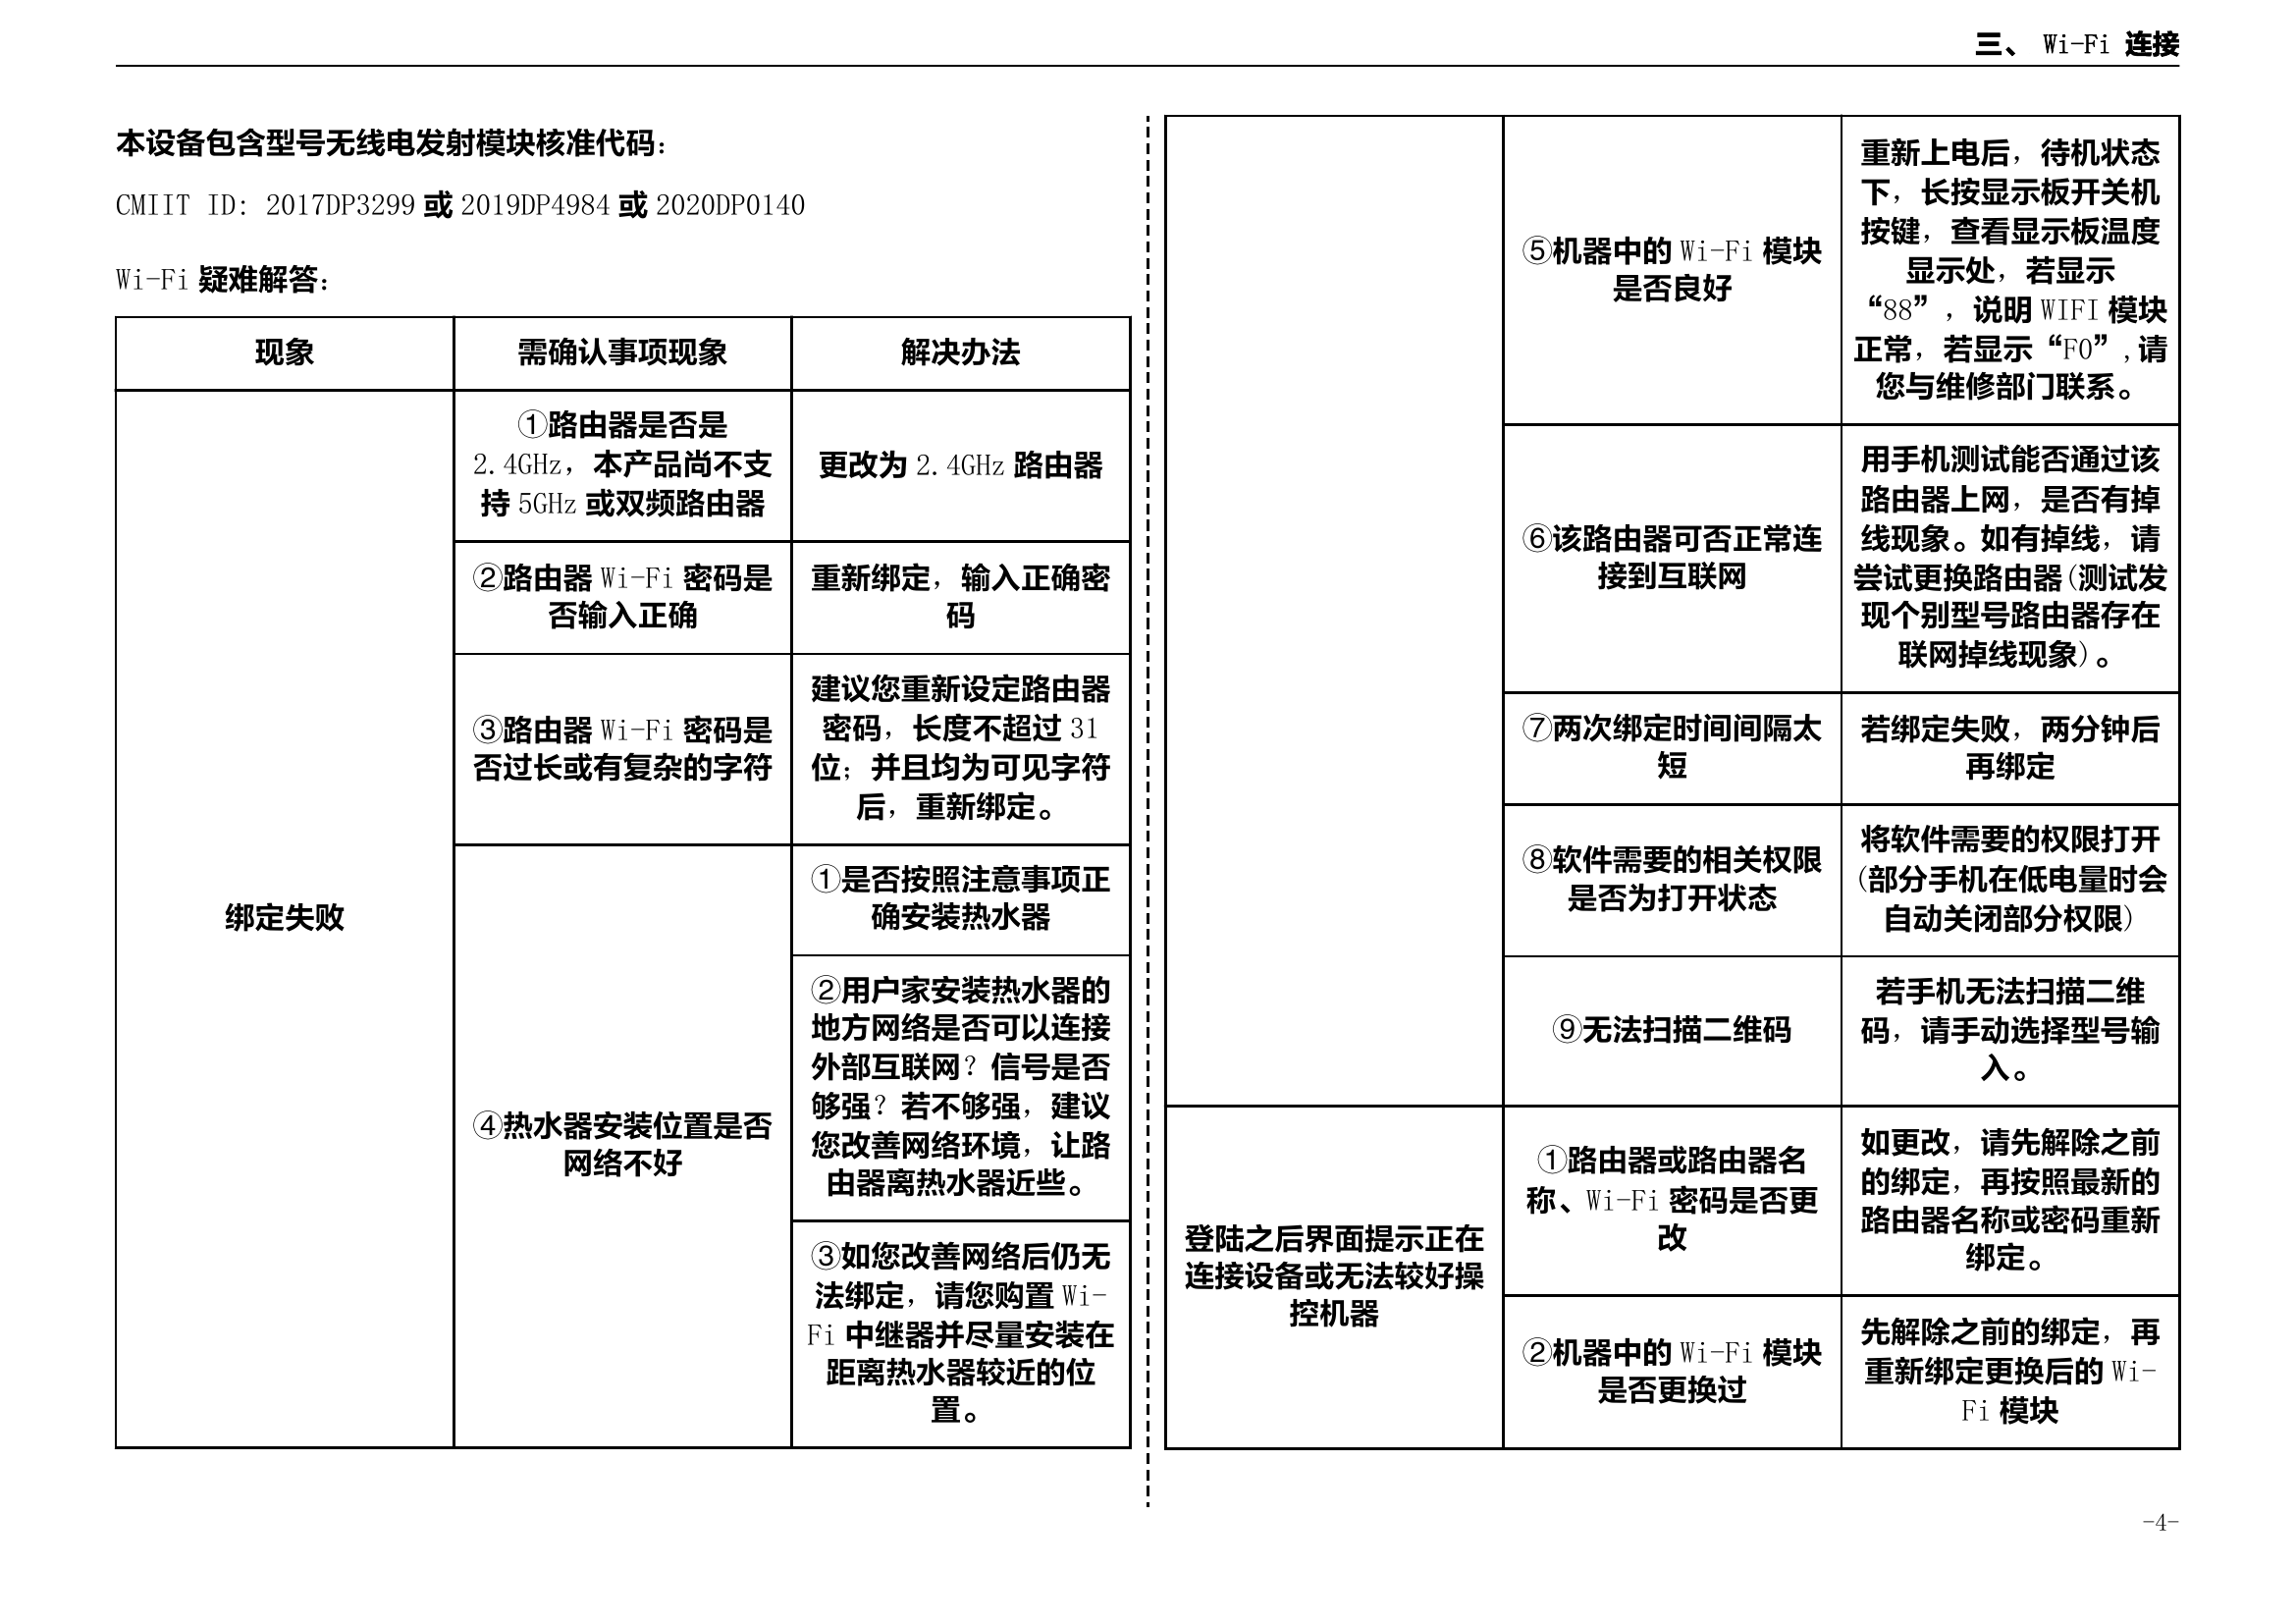 三、 Wi-Fi 连接
本设备包含型号无线电发射模块核准代码：
CMIIT ID: 2017DP3299 或 2019DP4984 或 2020DP0140
Wi-Fi 疑难解答：
现象
需确认事项现象
解决办法
绑定失败
①路由器是否是
2.4GHz，本产品尚不支
持 5GHz 或双频路由器
更改为 2.4GHz 路由器
②路由器 Wi-Fi 密码是
否输入正确
重新绑定，输入正确密
码
③路由器 Wi-Fi 密码是
否过长或有复杂的字符
建议您重新设定路由器
密码，长度不超过 31
位；并且均为可见字符
后，重新绑定。
④热水器安装位置是否
网络不好
①是否按照注意事项正
确安装热水器
②用户家安装热水器的
地方网络是否可以连接
外部互联网？信号是否
够强？若不够强，建议
您改善网络环境，让路
由器离热水器近些。
③如您改善网络后仍无
法绑定，请您购置 Wi-
Fi 中继器并尽量安装在
距离热水器较近的位
置。
⑤机器中的 Wi-Fi 模块
是否良好
重新上电后，待机状态
下，长按显示板开关机
按键，查看显示板温度
显示处，若显示
“88”，说明 WIFI 模块
正常，若显示“F0”,请
您与维修部门联系。
⑥该路由器可否正常连
接到互联网
用手机测试能否通过该
路由器上网，是否有掉
线现象。如有掉线，请
尝试更换路由器(测试发
现个别型号路由器存在
联网掉线现象)。
⑦两次绑定时间间隔太
短
若绑定失败，两分钟后
再绑定
⑧软件需要的相关权限
是否为打开状态
将软件需要的权限打开
(部分手机在低电量时会
自动关闭部分权限)
⑨无法扫描二维码
若手机无法扫描二维
码，请手动选择型号输
入。
登陆之后界面提示正在
连接设备或无法较好操
控机器
①路由器或路由器名
称、Wi-Fi 密码是否更
改
如更改，请先解除之前
的绑定，再按照最新的
路由器名称或密码重新
绑定。
②机器中的 Wi-Fi 模块
是否更换过
先解除之前的绑定，再
重新绑定更换后的 Wi-
Fi 模块
-4-